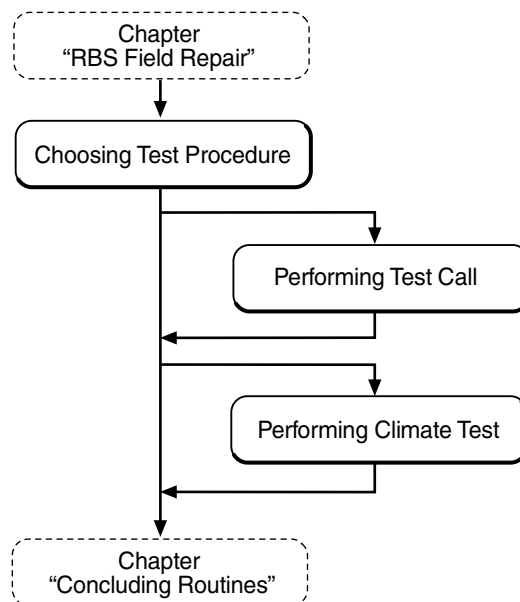 Chapter
“RBS Field Repair”
Choosing Test Procedure
Performing Test Call
Performing Climate Test
Chapter
“Concluding Routines”